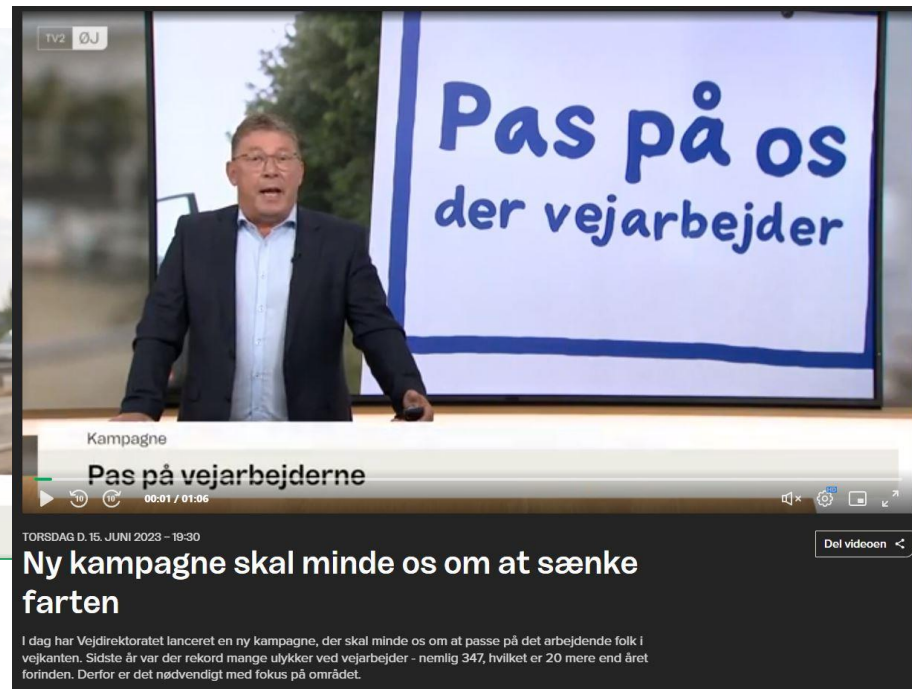 TV2 ØJ
Pas på os
der vejarbejder
Kampagne
Pas på vejarbejderne
10 10 00:01 / 01:06 HD
TORSDAG D. 15. JUNI 2023 – 19:30
Del videoen
Ny kampagne skal minde os om at sænke
farten
I dag har Vejdirektoratet lanceret en ny kampagne, der skal minde os om at passe på det arbejdende folk i
vejkanten. Sidste år var der rekord mange ulykker ved vejarbejder - nemlig 347, hvilket er 20 mere end året
forinden. Derfor er det nødvendigt med fokus på området.